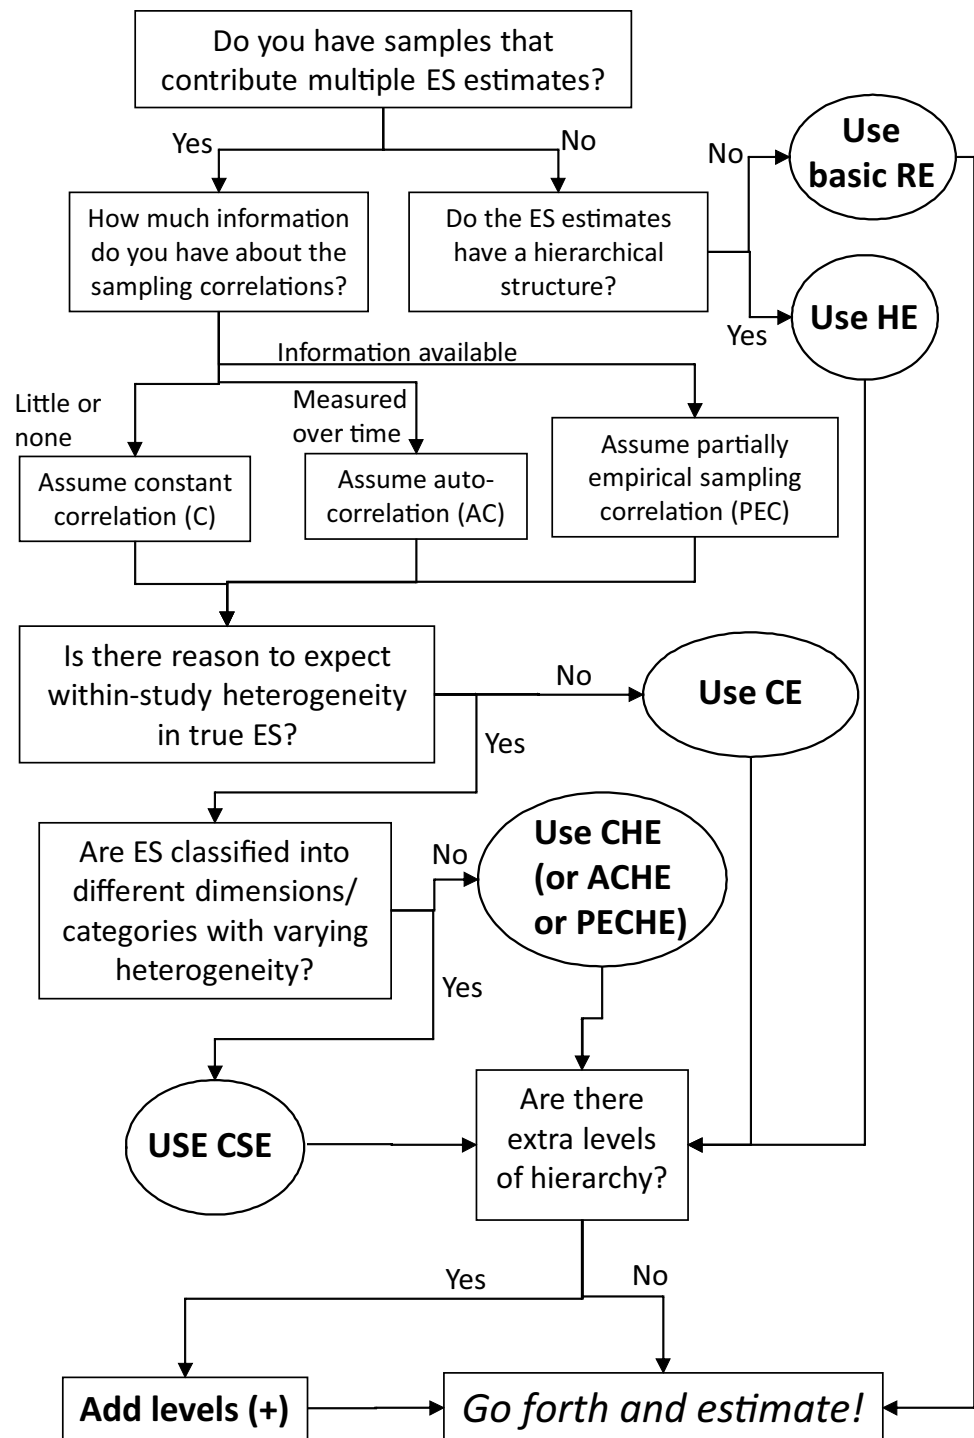 Do you have samples that
contribute multiple ES estimates?
Yes
No
How much information
do you have about the
sampling correlations?
Do the ES estimates
have a hierarchical
structure?
No
Use
basic RE
Yes
Use HE
Information available
Little or
none
Measured
over time
Assume constant
correlation (C)
Assume auto-
correlation (AC)
Assume partially
empirical sampling
correlation (PEC)
Is there reason to expect
within-study heterogeneity
in true ES?
No
Use CE
Yes
Are ES classified into
different dimensions/
categories with varying
heterogeneity?
No
Use CHE
(or ACHE
or PECHE)
Yes
USE CSE
Are there
extra levels
of hierarchy?
Yes
No
Add levels (+)
Go forth and estimate!